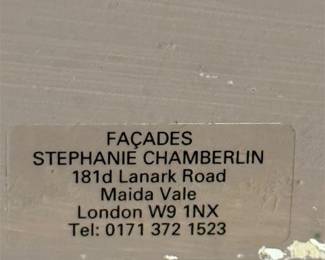 FAÇADES
STEPHANIE CHAMBERLIN
181d Lanark Road
Maida Vale
London W9 1NX
Tel: 0171 372 1523